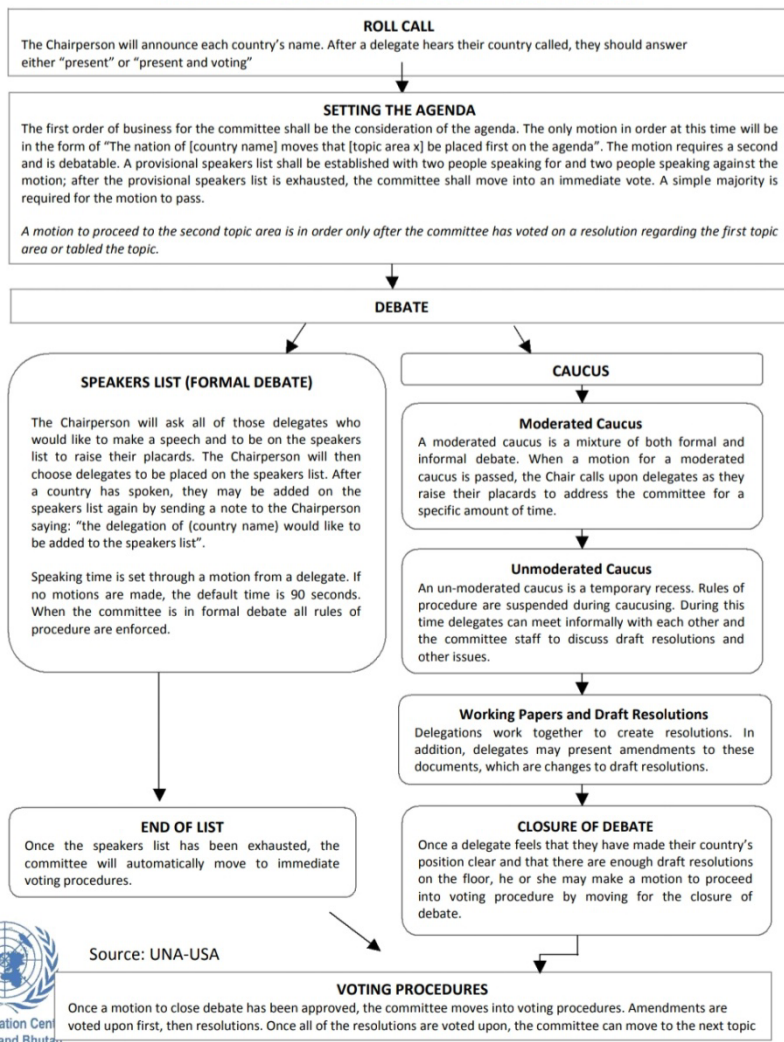 ROLL CALL
The Chairperson will announce each country's name. After a delegate hears their country called, they should answer
either "present" or "present and voting"
SETTING THE AGENDA
The first order of business for the committee shall be the consideration of the agenda. The only motion in order at this time will be
in the form of "The nation of [country name] moves that [topic area x] be placed first on the agenda". The motion requires a second
and is debatable. A provisional speakers list shall be established with two people speaking for and two people speaking against the
motion; after the provisional speakers list is exhausted, the committee shall move into an immediate vote. A simple majority is
required for the motion to pass.
A motion to proceed to the second topic area is in order only after the committee has voted on a resolution regarding the first topic
area or tabled the topic.
DEBATE
SPEAKERS LIST (FORMAL DEBATE)
The Chairperson will ask all of those delegates who
would like to make a speech and to be on the speakers
list to raise their placards. The Chairperson will then
choose delegates to be placed on the speakers list. After
a country has spoken, they may be added on the
speakers list again by sending a note to the Chairperson
saying: "the delegation of (country name) would like to
be added to the speakers list".
Speaking time is set through a motion from a delegate. If
no motions are made, the default time is 90 seconds.
When the committee is in formal debate all rules of
procedure are enforced.
END OF LIST
Once the speakers list has been exhausted, the
committee will automatically move to immediate
voting procedures.
CAUCUS
Moderated Caucus
A moderated caucus is a mixture of both formal and
informal debate. When a motion for a moderated
caucus is passed, the Chair calls upon delegates as they
raise their placards to address the committee for a
specific amount of time.
Unmoderated Caucus
An un-moderated caucus is a temporary recess. Rules of
procedure are suspended during caucusing. During this
time delegates can meet informally with each other and
the committee staff to discuss draft resolutions and
other issues.
Working Papers and Draft Resolutions
Delegations work together to create resolutions. In
addition, delegates may present amendments to these
documents, which are changes to draft resolutions.
CLOSURE OF DEBATE
Once a delegate feels that they have made their country's
position clear and that there are enough draft resolutions
on the floor, he or she may make a motion to proceed
into voting procedure by moving for the closure of
debate.
Source: UNA-USA
VOTING PROCEDURES
Once a motion to close debate has been approved, the committee moves into voting procedures. Amendments are
voted upon first, then resolutions. Once all of the resolutions are voted upon, the committee can move to the next topic